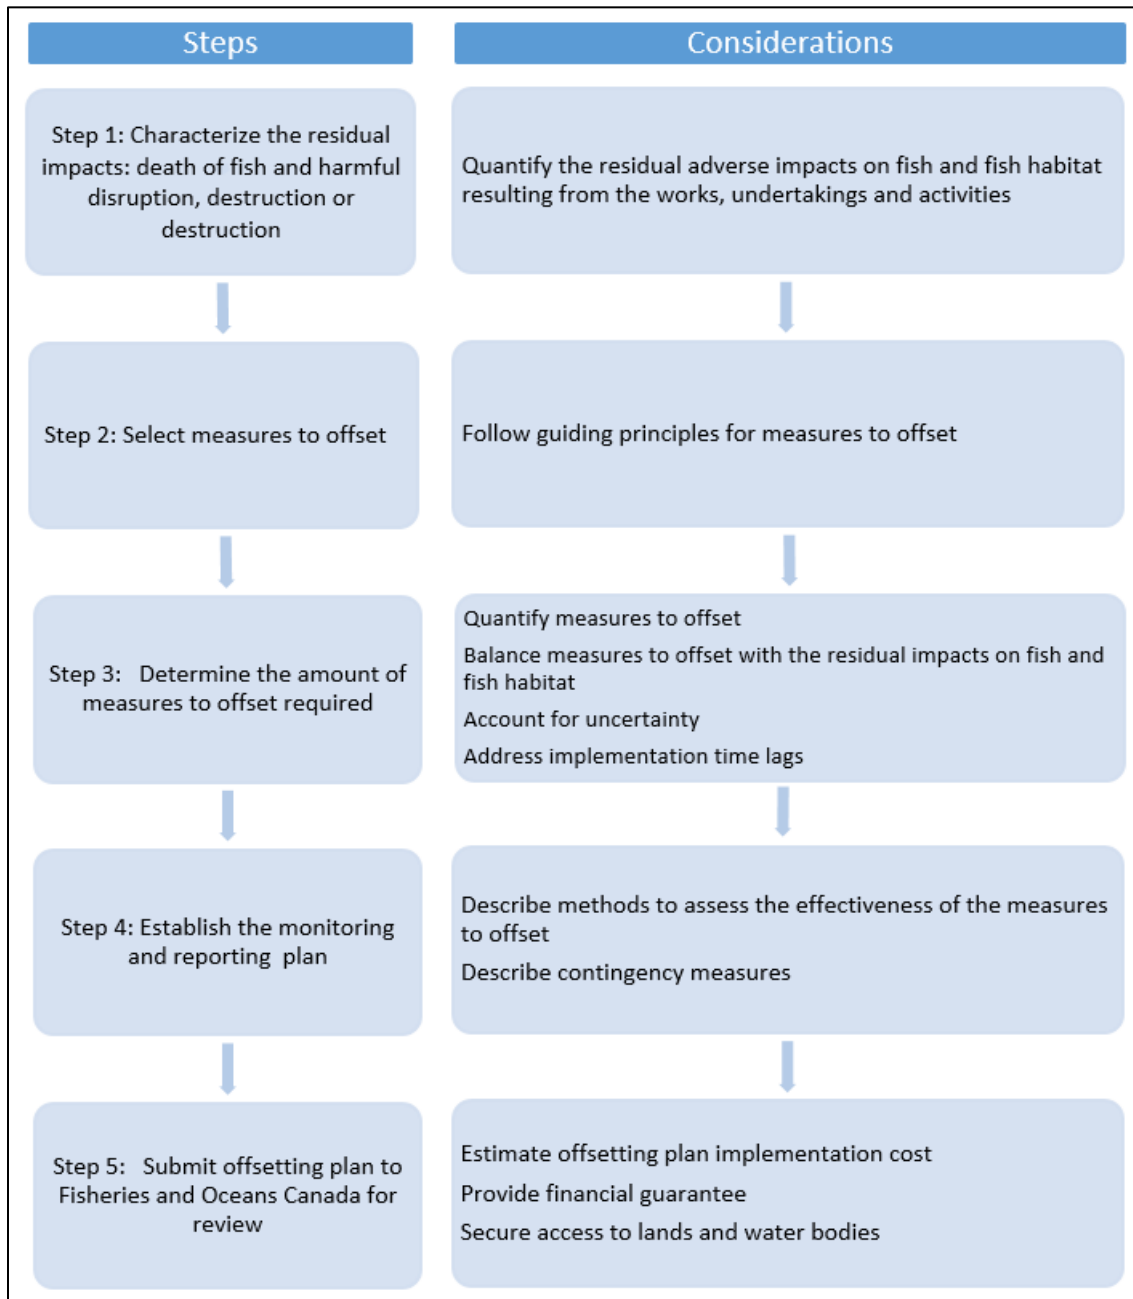 Steps
Considerations
Step 1: Characterize the residual
impacts: death of fish and harmful
disruption, destruction or
destruction
Quantify the residual adverse impacts on fish and fish habitat
resulting from the works, undertakings and activities
Step 2: Select measures to offset
Follow guiding principles for measures to offset
Step 3: Determine the amount of
measures to offset required
Quantify measures to offset
Balance measures to offset with the residual impacts on fish and
fish habitat
Account for uncertainty
Address implementation time lags
Step 4: Establish the monitoring
and reporting plan
Describe methods to assess the effectiveness of the measures
to offset
Describe contingency measures
Step 5: Submit offsetting plan to
Fisheries and Oceans Canada for
review
Estimate offsetting plan implementation cost
Provide financial guarantee
Secure access to lands and water bodies